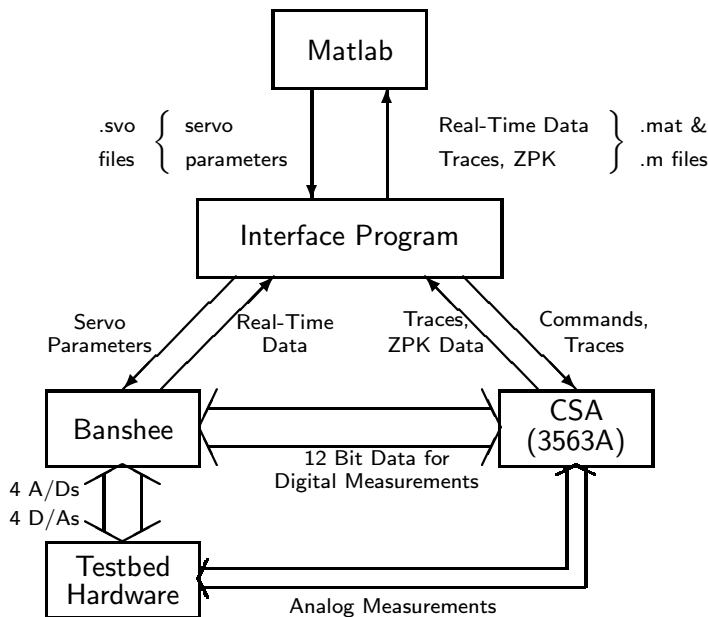 Matlab
.svo
files
servo
parameters
Real-Time Data
Traces, ZPK
.mat &
.m files
Interface Program
Servo
Parameters
Real-Time
Data
Traces,
ZPK Data
Commands,
Traces
Banshee
CSA
(3563A)
12 Bit Data for
Digital Measurements
4 A/Ds
4 D/As
Testbed
Hardware
Analog Measurements